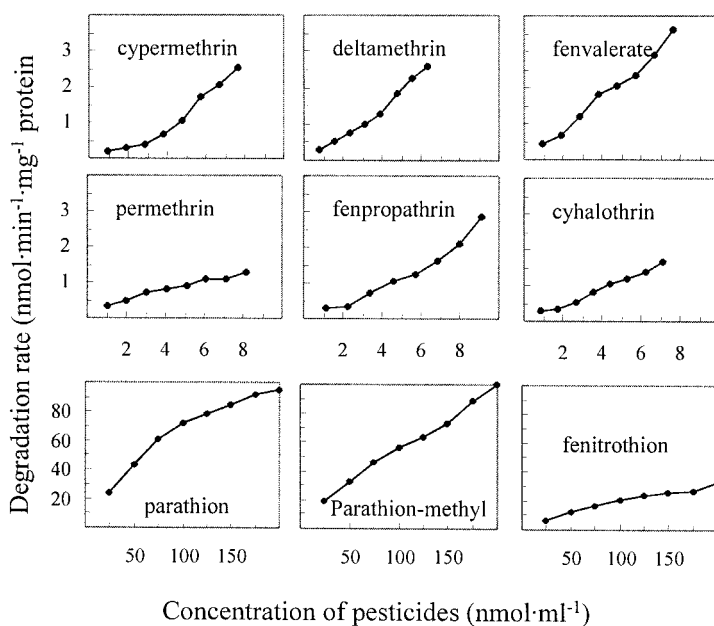 Degradation rate (nmol·min⁻¹·mg⁻¹ protein)
3
2
1
cypermethrin
deltamethrin
fenvalerate
3
2
1
permethrin
fenpropathrin
cyhalothrin
2 4 6 8
2 4 6 8
2 4 6 8
80
60
40
20
parathion
Parathion-methyl
fenitrothion
50 100 150
50 100 150
50 100 150
Concentration of pesticides (nmol·ml⁻¹)